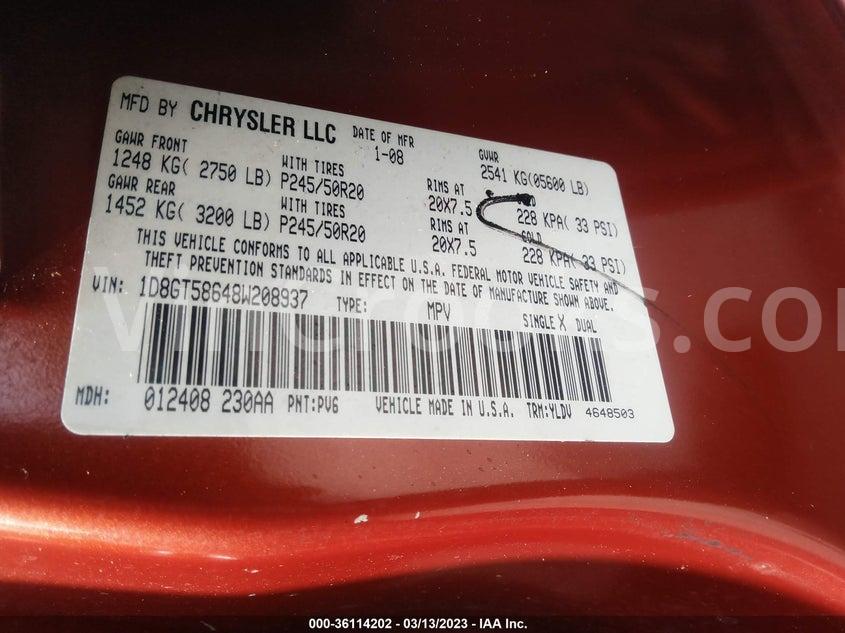 MFD BY CHRYSLER LLC DATE OF MFR 1-08 GVWR 2541 KG(05600 LB)
GAWR FRONT WITH TIRES RIMS AT COLD
1248 KG( 2750 LB) P245/50R20 20X7.5 228 KPA( 33 PSI)
GAWR REAR WITH TIRES RIMS AT COLD
1452 KG( 3200 LB) P245/50R20 20X7.5 228 KPA( 33 PSI)
THIS VEHICLE CONFORMS TO ALL APPLICABLE U.S.A. FEDERAL MOTOR VEHICLE SAFETY AND
THEFT PREVENTION STANDARDS IN EFFECT ON THE DATE OF MANUFACTURE SHOWN ABOVE.
VIN: 1D8GT58648W208937 TYPE: MPV SINGLE X DUAL
MDH: 012408 230AA PNT:PV6 VEHICLE MADE IN U.S.A. TRM:YLDV 4648503
000-36114202 - 03/13/2023 - IAA Inc.